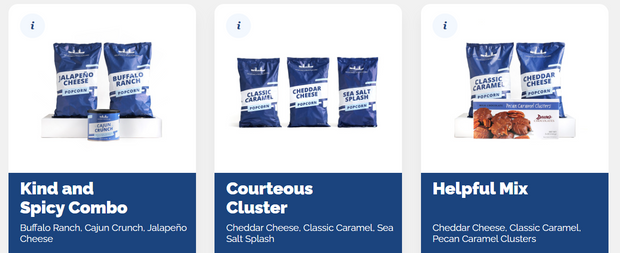 i
JALAPEÑO
CHEESE
POPCORN
BUFFALO
RANCH
POPCORN
CAJUN
CRUNCH
Kind and
Spicy Combo
Buffalo Ranch, Cajun Crunch, Jalapeño
Cheese
i
CLASSIC
CARAMEL
POPCORN
CHEDDAR
CHEESE
POPCORN
SEA SALT
SPLASH
POPCORN
Courteous
Cluster
Cheddar Cheese, Classic Caramel, Sea
Salt Splash
i
CLASSIC
CARAMEL
POPCORN
CHEDDAR
CHEESE
POPCORN
Pecan Caramel Clusters
Helpful Mix
Cheddar Cheese, Classic Caramel,
Pecan Caramel Clusters